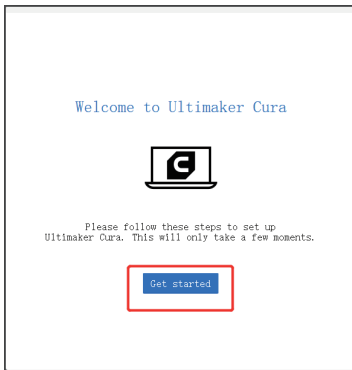 Welcome to Ultimaker Cura
C
Please follow these steps to set up
Ultimaker Cura. This will only take a few moments.
Get started